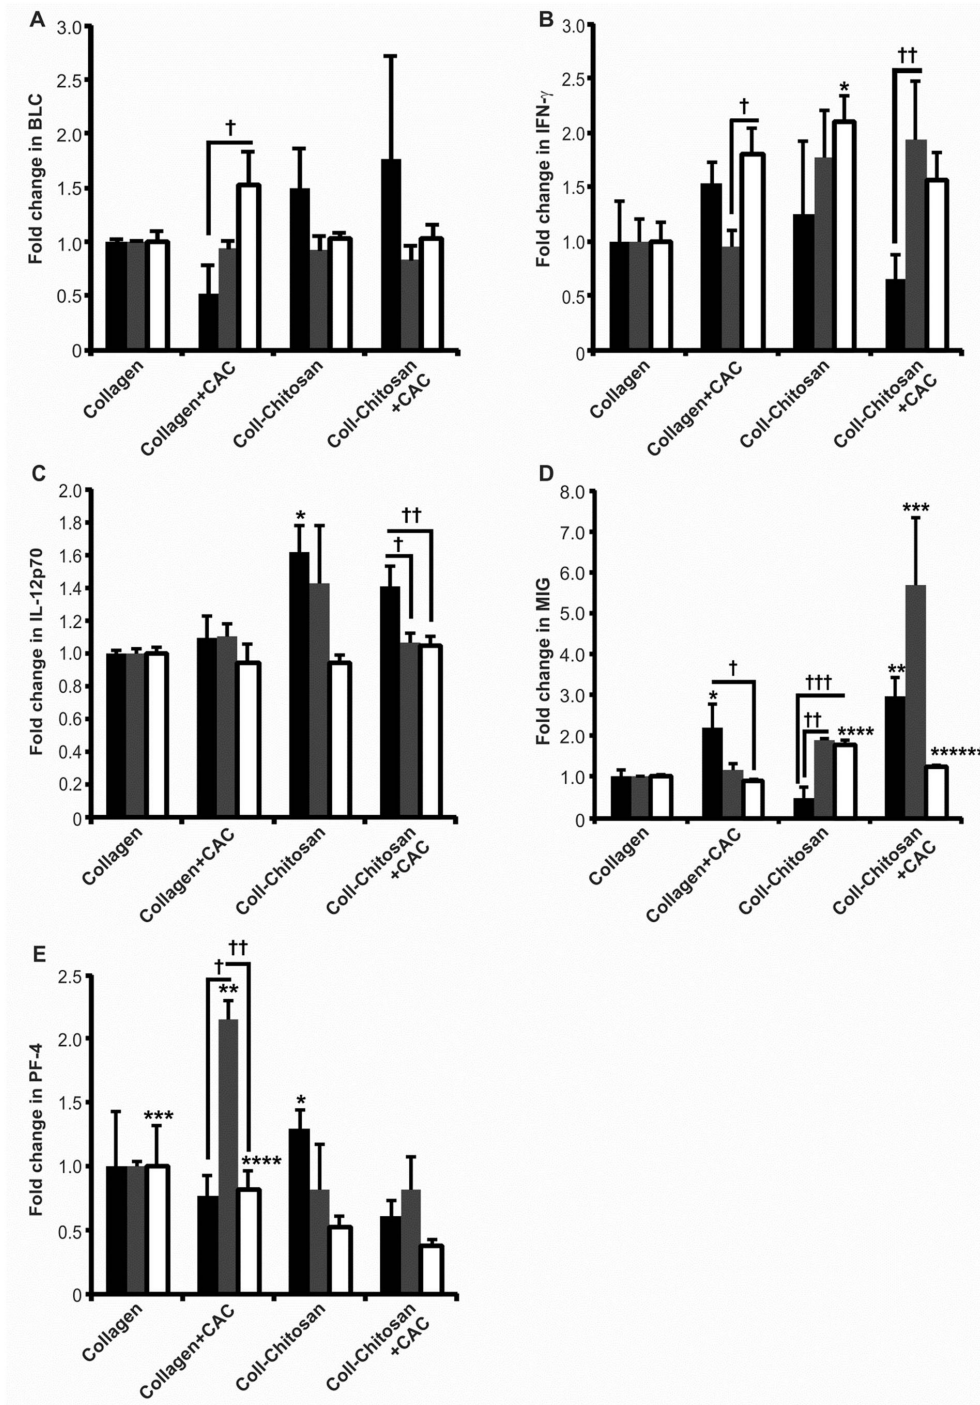 A
Fold change in BLC
3.0
2.5
2.0
1.5
1.0
0.5
0
†
Collagen
Collagen+CAC
Coll-Chitosan
Coll-Chitosan
+CAC
B
Fold change in IFN-γ
3.0
2.5
2.0
1.5
1.0
0.5
0
†
*
††
Collagen
Collagen+CAC
Coll-Chitosan
Coll-Chitosan
+CAC
C
Fold change in IL-12p70
2.0
1.8
1.6
1.4
1.2
1.0
0.8
0.6
0.4
0.2
0
*
††
†
Collagen
Collagen+CAC
Coll-Chitosan
Coll-Chitosan
+CAC
D
Fold change in MIG
8.0
7.0
6.0
5.0
4.0
3.0
2.0
1.0
0
*
†
†††
††
****
**
***
******
Collagen
Collagen+CAC
Coll-Chitosan
Coll-Chitosan
+CAC
E
Fold change in PF-4
2.5
2.0
1.5
1.0
0.5
0
***
††
†
**
****
*
Collagen
Collagen+CAC
Coll-Chitosan
Coll-Chitosan
+CAC